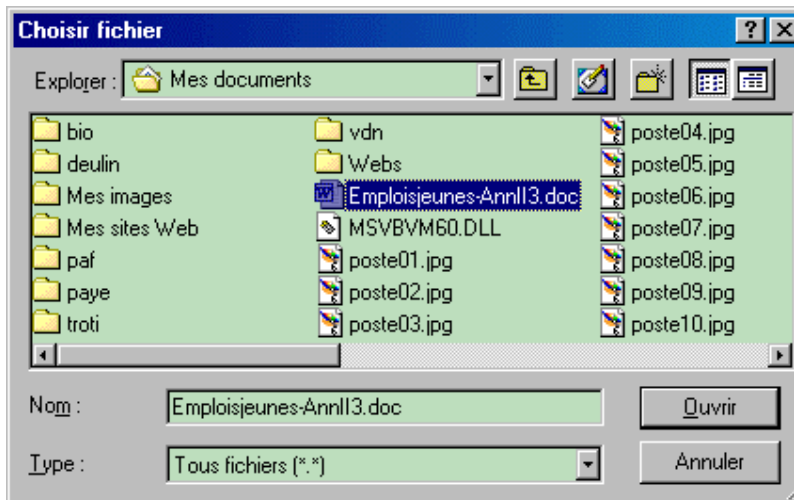 Choisir fichier
Explorer : Mes documents
bio
deulin
Mes images
Mes sites Web
paf
paye
troti
vdn
Webs
Emploisjeunes-AnnII3.doc
MSVBVM60.DLL
poste01.jpg
poste02.jpg
poste03.jpg
poste04.jpg
poste05.jpg
poste06.jpg
poste07.jpg
poste08.jpg
poste09.jpg
poste10.jpg
Nom : Emploisjeunes-AnnII3.doc
Ouvrir
Type : Tous fichiers (*.*)
Annuler